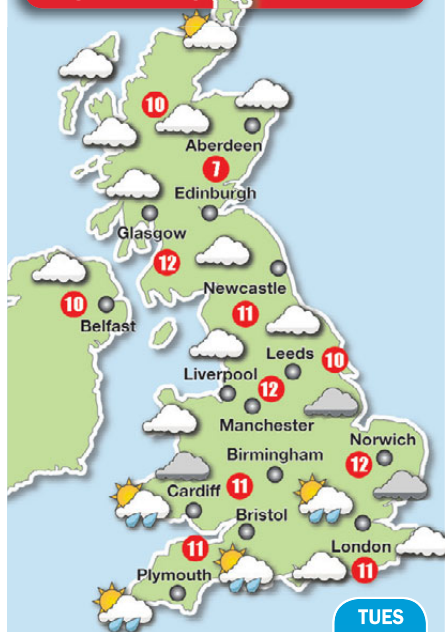 10
Aberdeen
7
Edinburgh
Glasgow
12
Newcastle
10
Belfast
11
Leeds
10
Liverpool
12
Manchester
Norwich
12
Birmingham
Cardiff
11
Bristol
London
11
Plymouth
11
TUES